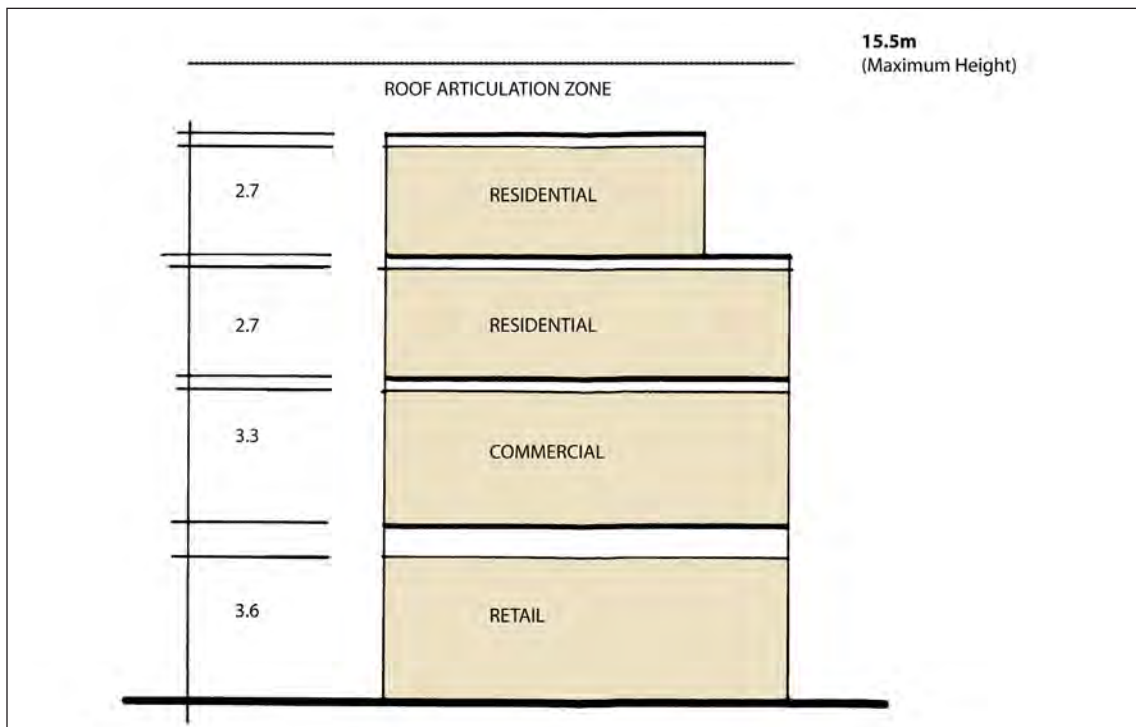 15.5m
(Maximum Height)
ROOF ARTICULATION ZONE
2.7
RESIDENTIAL
2.7
RESIDENTIAL
3.3
COMMERCIAL
3.6
RETAIL